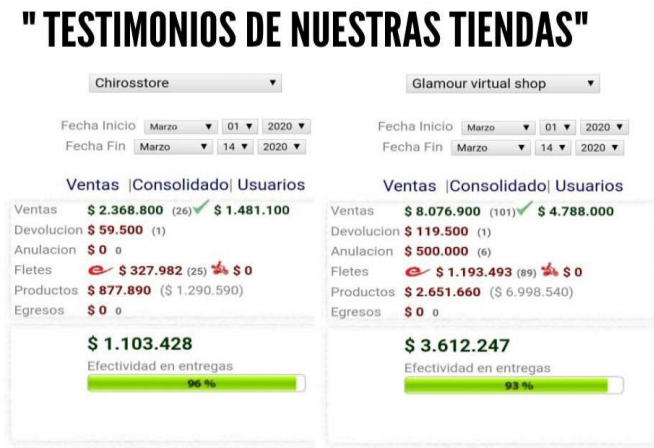 " TESTIMONIOS DE NUESTRAS TIENDAS"
Chirosstore ▼
Fecha Inicio Marzo ▼ 01 ▼ 2020 ▼
Fecha Fin Marzo ▼ 14 ▼ 2020 ▼
Ventas |Consolidado| Usuarios
Ventas $ 2.368.800 (26) $ 1.481.100
Devolucion $ 59.500 (1)
Anulacion $ 0 0
Fletes e $ 327.982 (25) $ 0
Productos $ 877.890 ($ 1.290.590)
Egresos $ 0 0
$ 1.103.428
Efectividad en entregas
96 %
Glamour virtual shop ▼
Fecha Inicio Marzo ▼ 01 ▼ 2020 ▼
Fecha Fin Marzo ▼ 14 ▼ 2020 ▼
Ventas |Consolidado| Usuarios
Ventas $ 8.076.900 (101) $ 4.788.000
Devolucion $ 119.500 (1)
Anulacion $ 500.000 (6)
Fletes e $ 1.193.493 (89) $ 0
Productos $ 2.651.660 ($ 6.998.540)
Egresos $ 0 0
$ 3.612.247
Efectividad en entregas
93 %